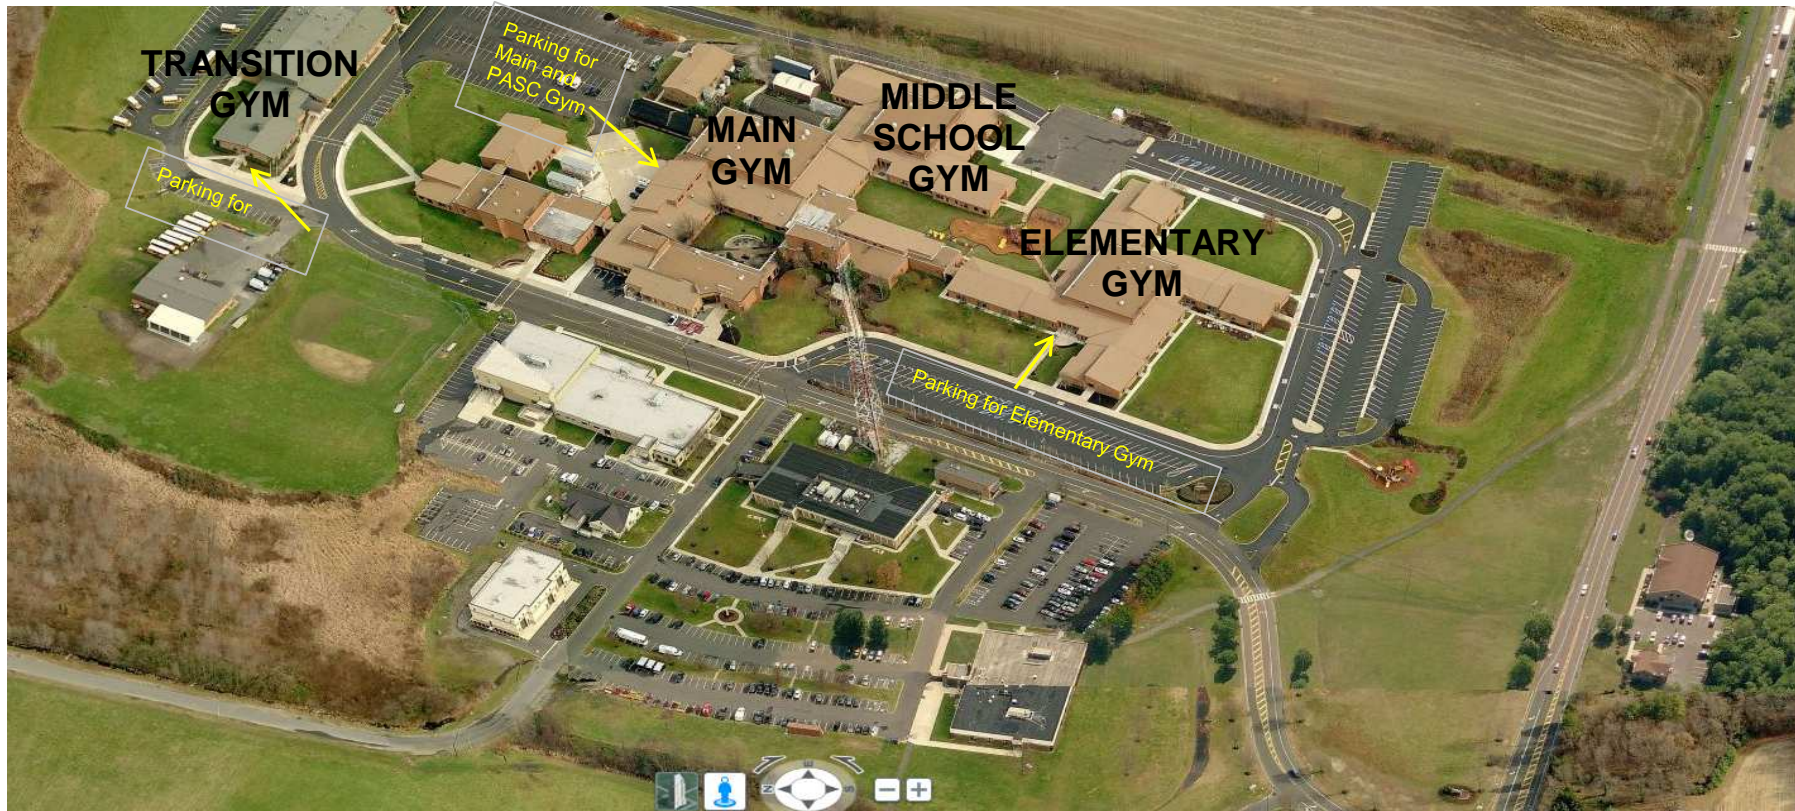 TRANSITION
GYM
Parking for
Main and
PASC Gym
MAIN
GYM
MIDDLE
SCHOOL
GYM
Parking for
ELEMENTARY
GYM
Parking for Elementary Gym
E
N
S